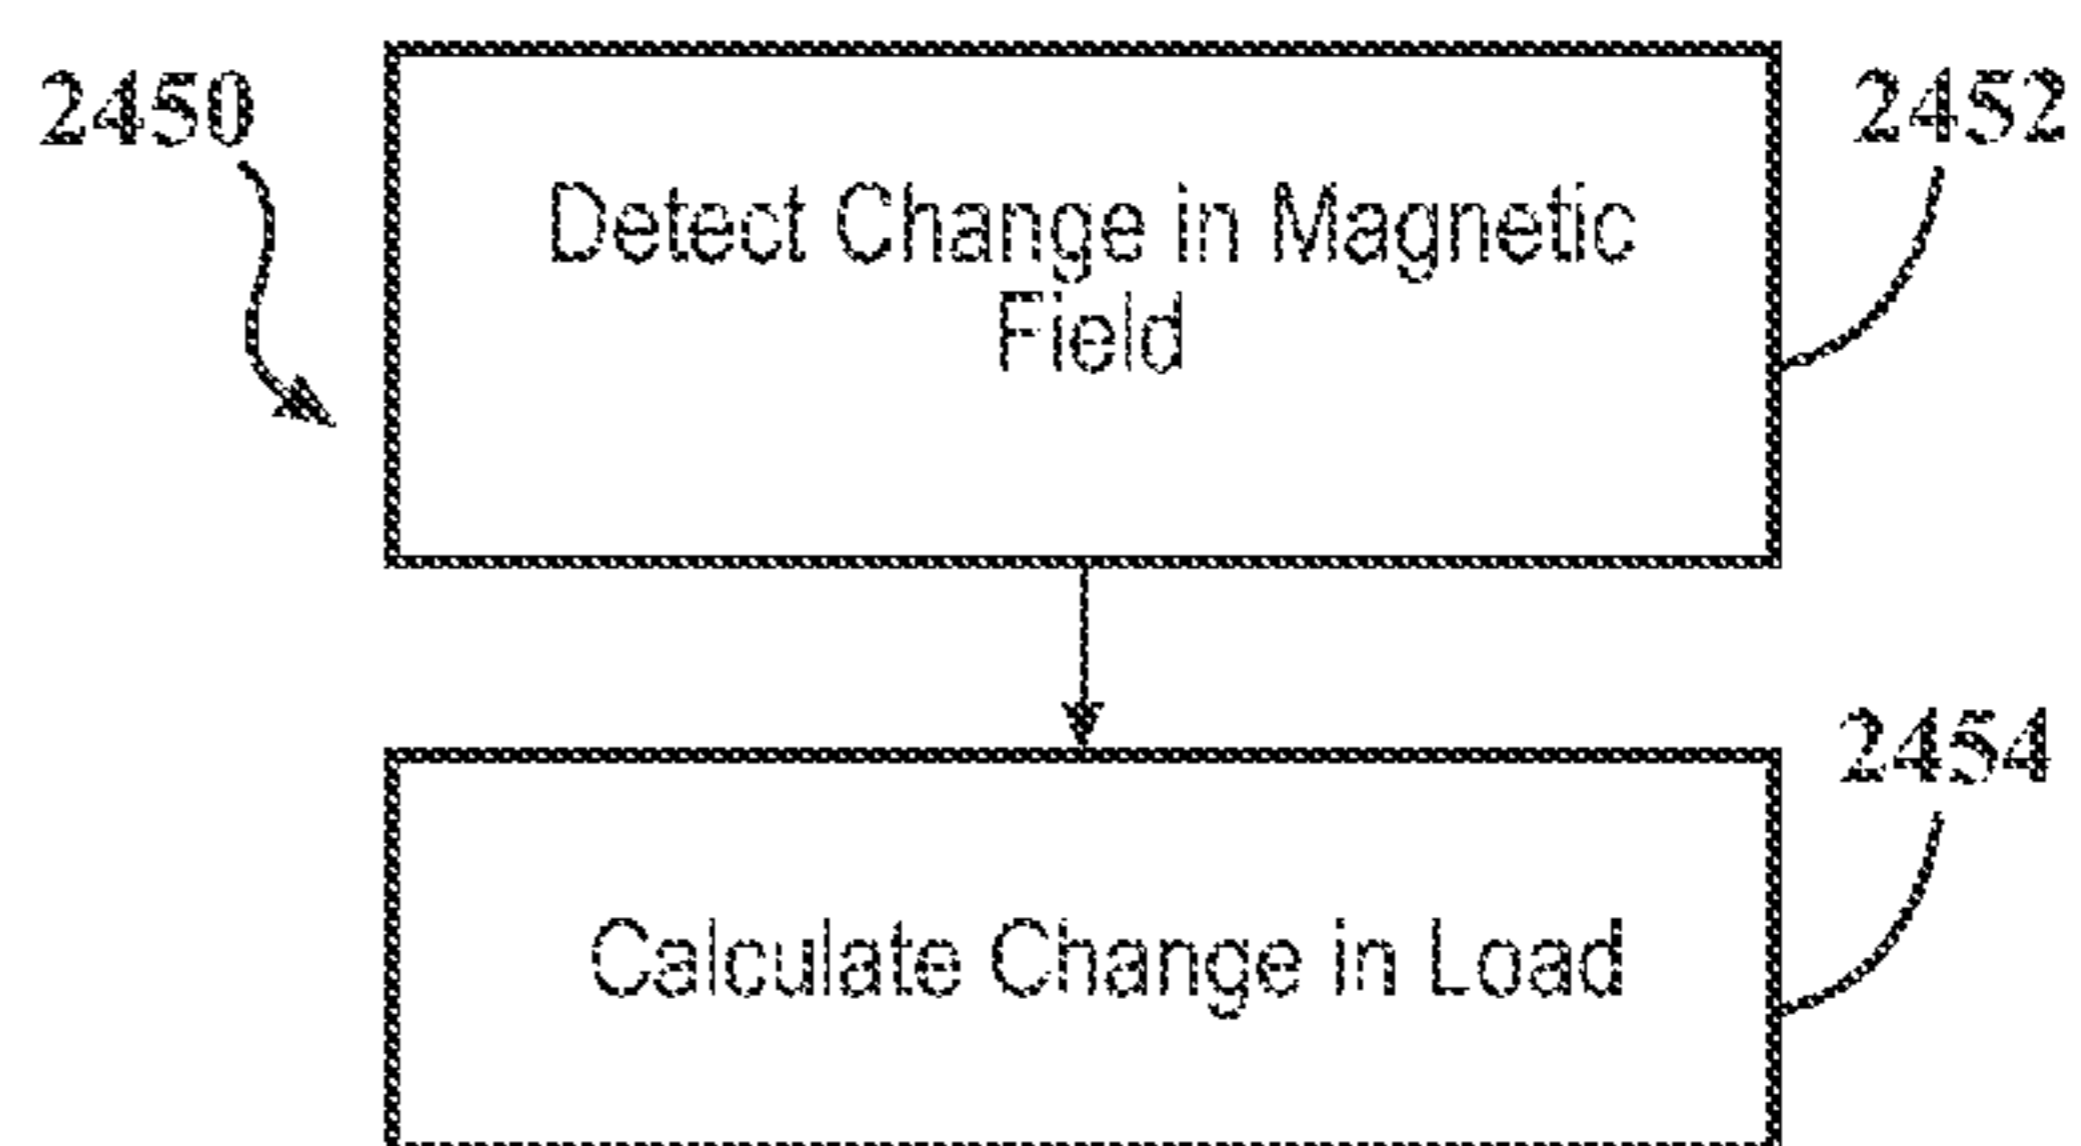 2450
2452
Detect Change in Magnetic
Field
2454
Calculate Change in Load